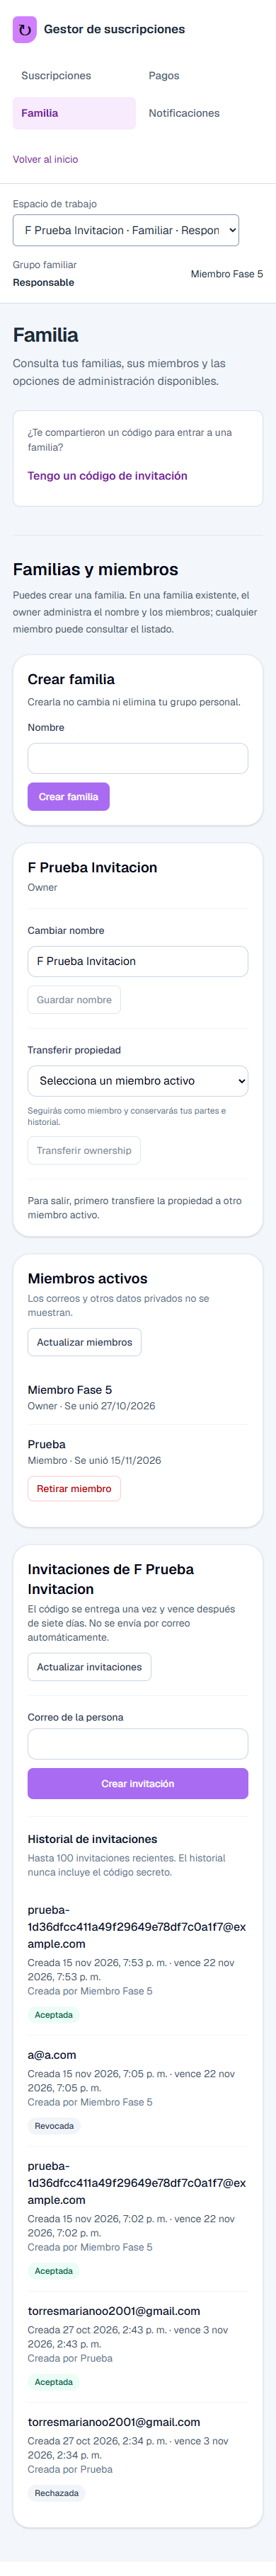 Gestor de suscripciones
Suscripciones
Pagos
Familia
Notificaciones
Volver al inicio
Espacio de trabajo
F Prueba Invitacion · Familiar · Respon
Grupo familiar
Responsable
Miembro Fase 5
Familia
Consulta tus familias, sus miembros y las
opciones de administración disponibles.
¿Te compartieron un código para entrar a una
familia?
Tengo un código de invitación
Familias y miembros
Puedes crear una familia. En una familia existente, el
owner administra el nombre y los miembros; cualquier
miembro puede consultar el listado.
Crear familia
Crearla no cambia ni elimina tu grupo personal.
Nombre
Crear familia
F Prueba Invitacion
Owner
Cambiar nombre
F Prueba Invitacion
Guardar nombre
Transferir propiedad
Selecciona un miembro activo
Seguirás como miembro y conservarás tus partes e
historial.
Transferir ownership
Para salir, primero transfiere la propiedad a otro
miembro activo.
Miembros activos
Los correos y otros datos privados no se
muestran.
Actualizar miembros
Miembro Fase 5
Owner · Se unió 27/10/2026
Prueba
Miembro · Se unió 15/11/2026
Retirar miembro
Invitaciones de F Prueba
Invitacion
El código se entrega una vez y vence después
de siete días. No se envía por correo
automáticamente.
Actualizar invitaciones
Correo de la persona
Crear invitación
Historial de invitaciones
Hasta 100 invitaciones recientes. El historial
nunca incluye el código secreto.
prueba-
1d36dfcc411a49f29649e78df7c0a1f7@ex
ample.com
Creada 15 nov 2026, 7:53 p. m. · vence 22 nov
2026, 7:53 p. m.
Creada por Miembro Fase 5
Aceptada
a@a.com
Creada 15 nov 2026, 7:05 p. m. · vence 22 nov
2026, 7:05 p. m.
Creada por Miembro Fase 5
Revocada
prueba-
1d36dfcc411a49f29649e78df7c0a1f7@ex
ample.com
Creada 15 nov 2026, 7:02 p. m. · vence 22 nov
2026, 7:02 p. m.
Creada por Miembro Fase 5
Aceptada
torresmarianoo2001@gmail.com
Creada 27 oct 2026, 2:43 p. m. · vence 3 nov
2026, 2:43 p. m.
Creada por Prueba
Aceptada
torresmarianoo2001@gmail.com
Creada 27 oct 2026, 2:34 p. m. · vence 3 nov
2026, 2:34 p. m.
Creada por Prueba
Rechazada